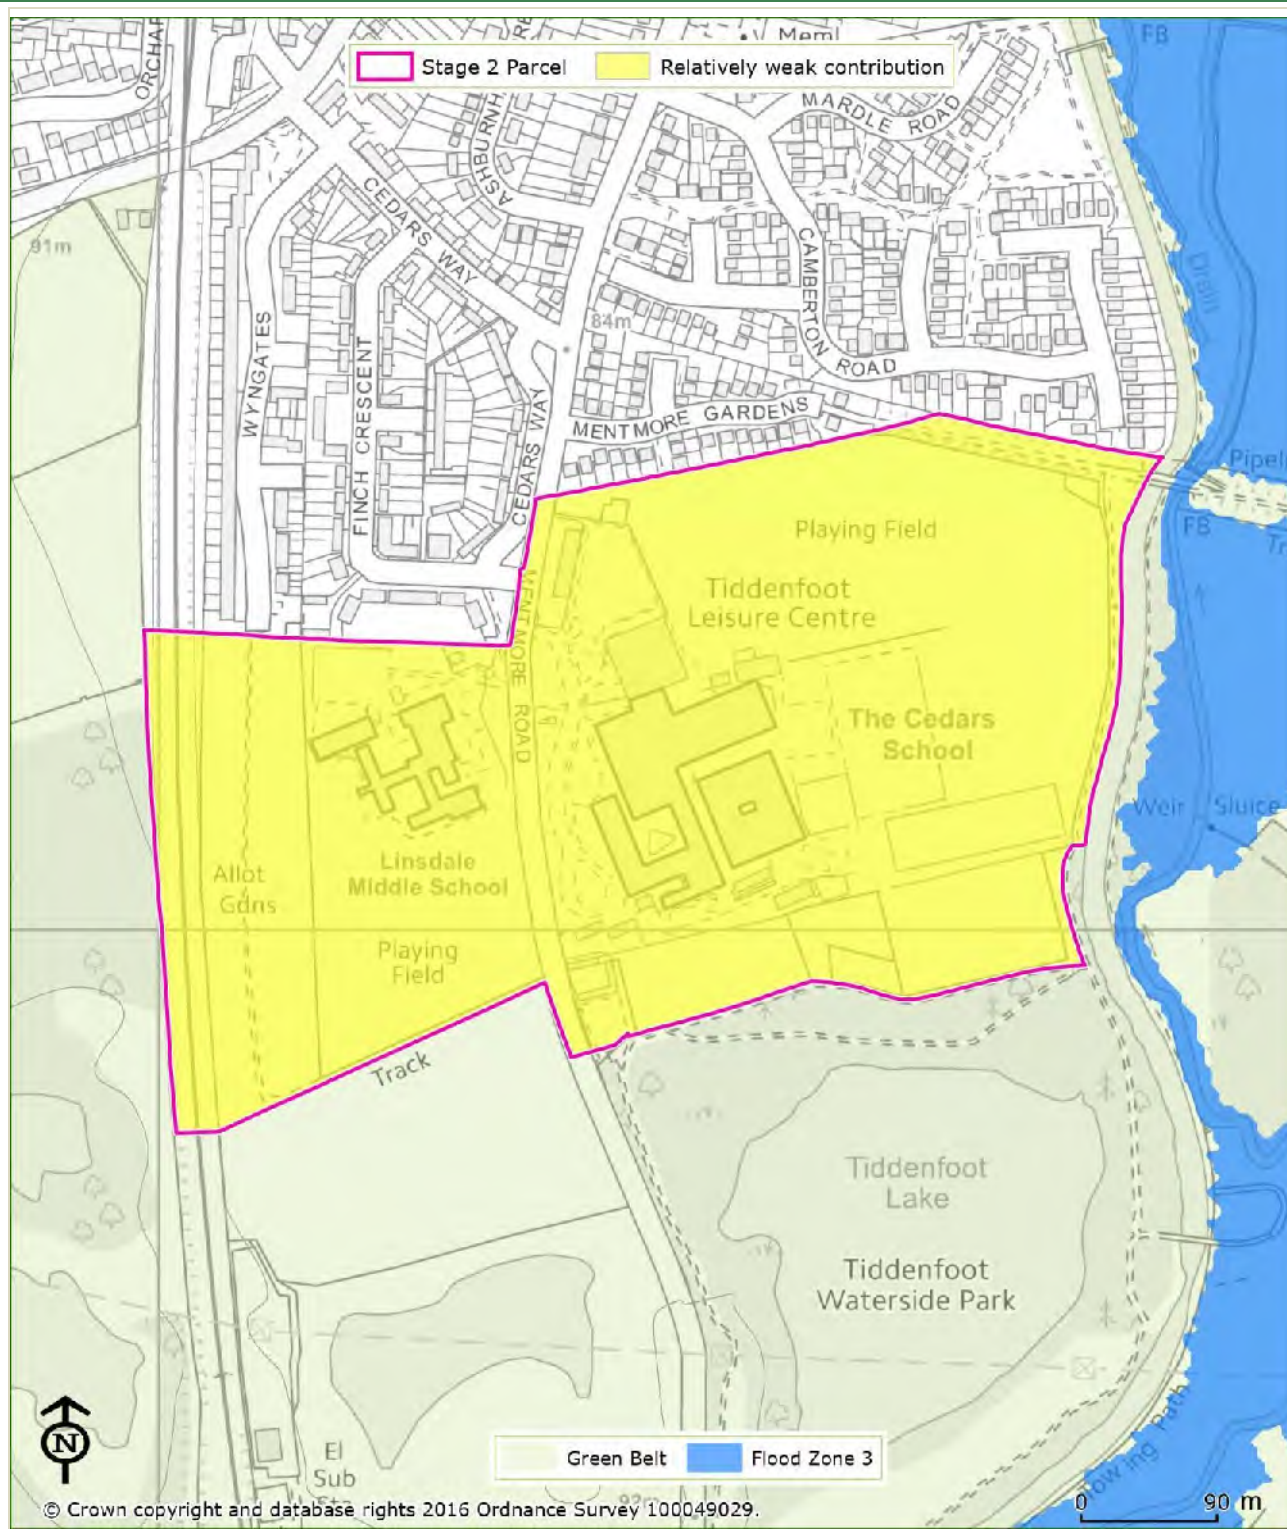 FB
Meml
Stage 2 Parcel
Relatively weak contribution
MARDLE ROAD
CEDARS WAY
91m
CAMBERTON ROAD
Drain
84m
WYNGATES
FINCH CRESCENT
CEDARS WAY
MENTMORE GARDENS
Playing Field
FB
Tiddenfoot
Leisure Centre
MENTMORE ROAD
The Cedars
School
Weir
Sluice
Linsdale
Middle School
Allot
Gdns
Playing
Field
Track
Tiddenfoot
Lake
Tiddenfoot
Waterside Park
N
El
Sub
Sta
Green Belt
Flood Zone 3
92m
© Crown copyright and database rights 2016 Ordnance Survey 100049029.
0
90 m